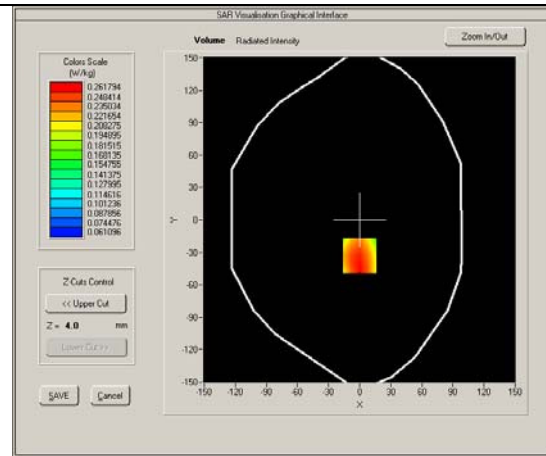 SAR Visualisation Graphical Interface
Volume Radiated Intensity
Zoom In/Out
Colors Scale
(W/kg)
0.261794
0.248414
0.235034
0.221654
0.208275
0.194895
0.181515
0.168135
0.154755
0.141375
0.127995
0.114616
0.101236
0.087856
0.074476
0.061096
Z Cuts Control
<< Upper Cut
Z = 4.0 mm
Lower Cut >>
SAVE Cancel
150
120
90
60
30
0
-30
-60
-90
-120
-150
Y
-150 -120 -90 -60 -30 0 30 60 90 120 150
X